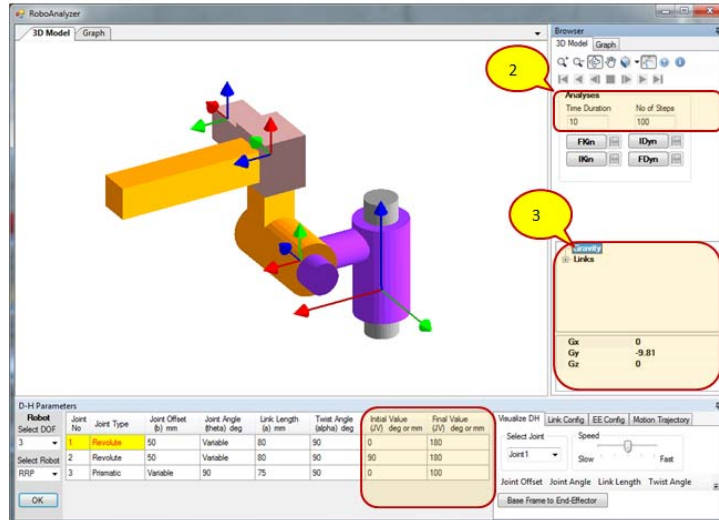 RoboAnalyzer
3D Model Graph
Browser
3D Model Graph
2
Analyses
Time Duration No of Steps
10 100
FKin IDyn
IKin FDyn
3
Gravity
Links
Gx 0
Gy -9.81
Gz 0
D-H Parameters
Robot
Select DOF
3
Select Robot
RRP
OK
Joint No Joint Type Joint Offset (b) mm Joint Angle (theta) deg Link Length (a) mm Twist Angle (alpha) deg Initial Value (JV) deg or mm Final Value (JV) deg or mm
1 Revolute 50 Variable 80 90 0 180
2 Revolute 50 Variable 80 90 90 180
3 Prismatic Variable 90 75 90 0 100
Visualize DH Link Config EE Config Motion Trajectory
Select Joint Speed
Joint1
Slow Fast
Joint Offset Joint Angle Link Length Twist Angle
Base Frame to End-Effector